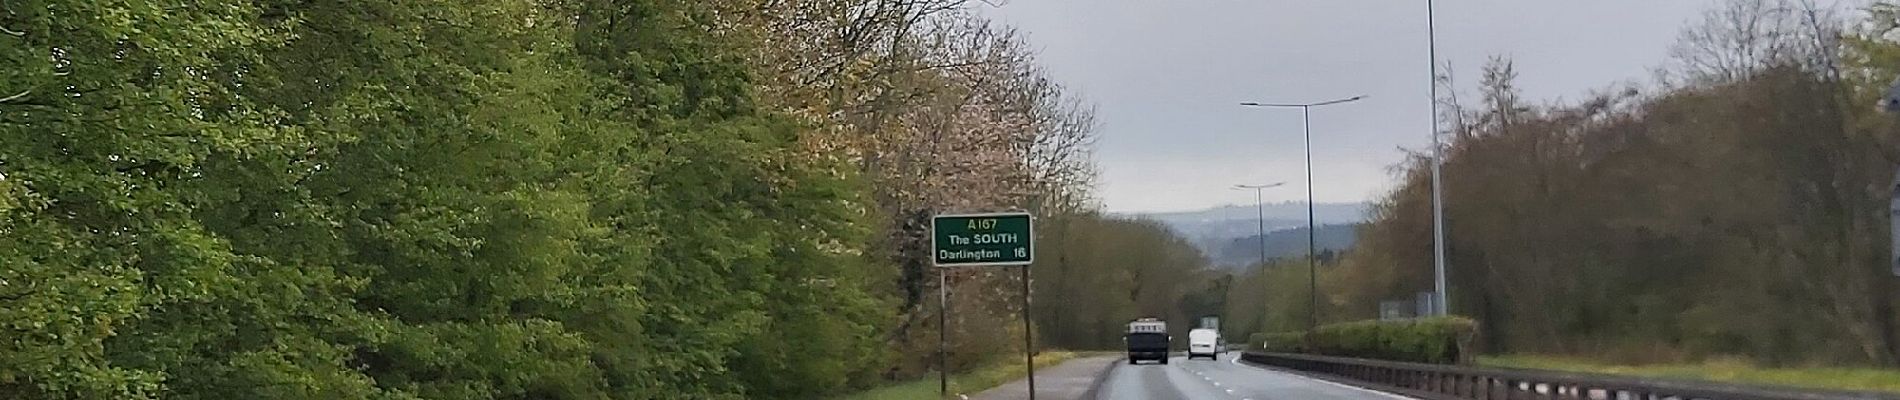 A167
The SOUTH
Darlington 16